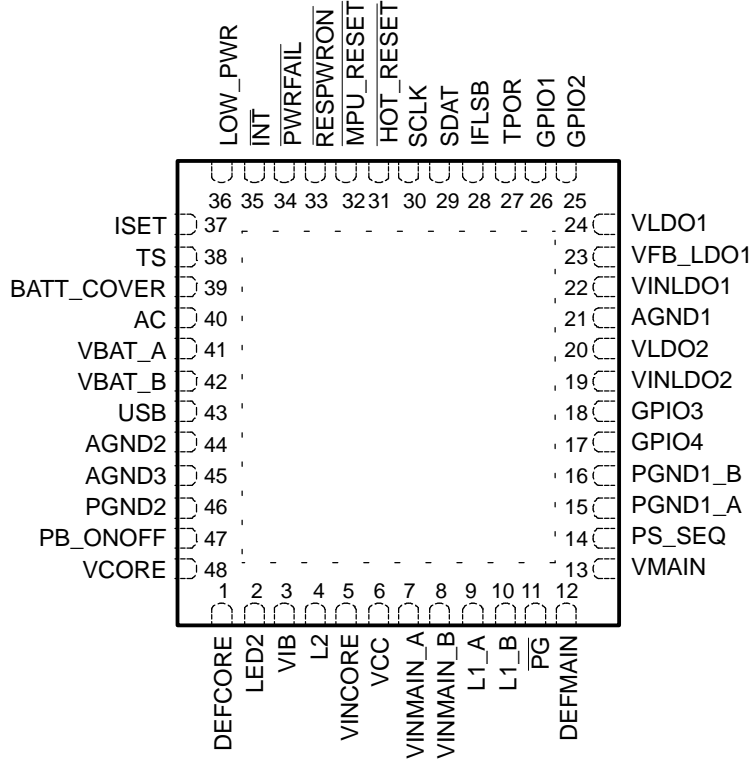 LOW_PWR
INT
PWRFAIL
RESPWRON
MPU_RESET
HOT_RESET
SCLK
SDAT
IFLSB
TPOR
GPIO1
GPIO2
36 35 34 33 32 31 30 29 28 27 26 25
ISET 37
TS 38
BATT_COVER 39
AC 40
VBAT_A 41
VBAT_B 42
USB 43
AGND2 44
AGND3 45
PGND2 46
PB_ONOFF 47
VCORE 48
24 VLDO1
23 VFB_LDO1
22 VINLDO1
21 AGND1
20 VLDO2
19 VINLDO2
18 GPIO3
17 GPIO4
16 PGND1_B
15 PGND1_A
14 PS_SEQ
13 VMAIN
1 2 3 4 5 6 7 8 9 10 11 12
DEFCORE
LED2
VIB
L2
VINCORE
VCC
VINMAIN_A
VINMAIN_B
L1_A
L1_B
PG
DEFMAIN